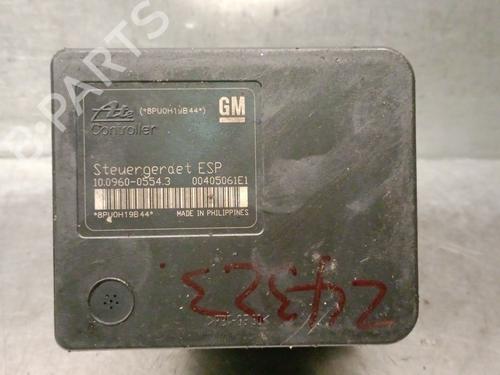 Ate (*8PU0H19B44*) GM
Controller
Steuergeraet ESP
10.0960-0554.3 00405061E1
*8PU0H19B44* MADE IN PHILIPPINES
24323
B-PARTS